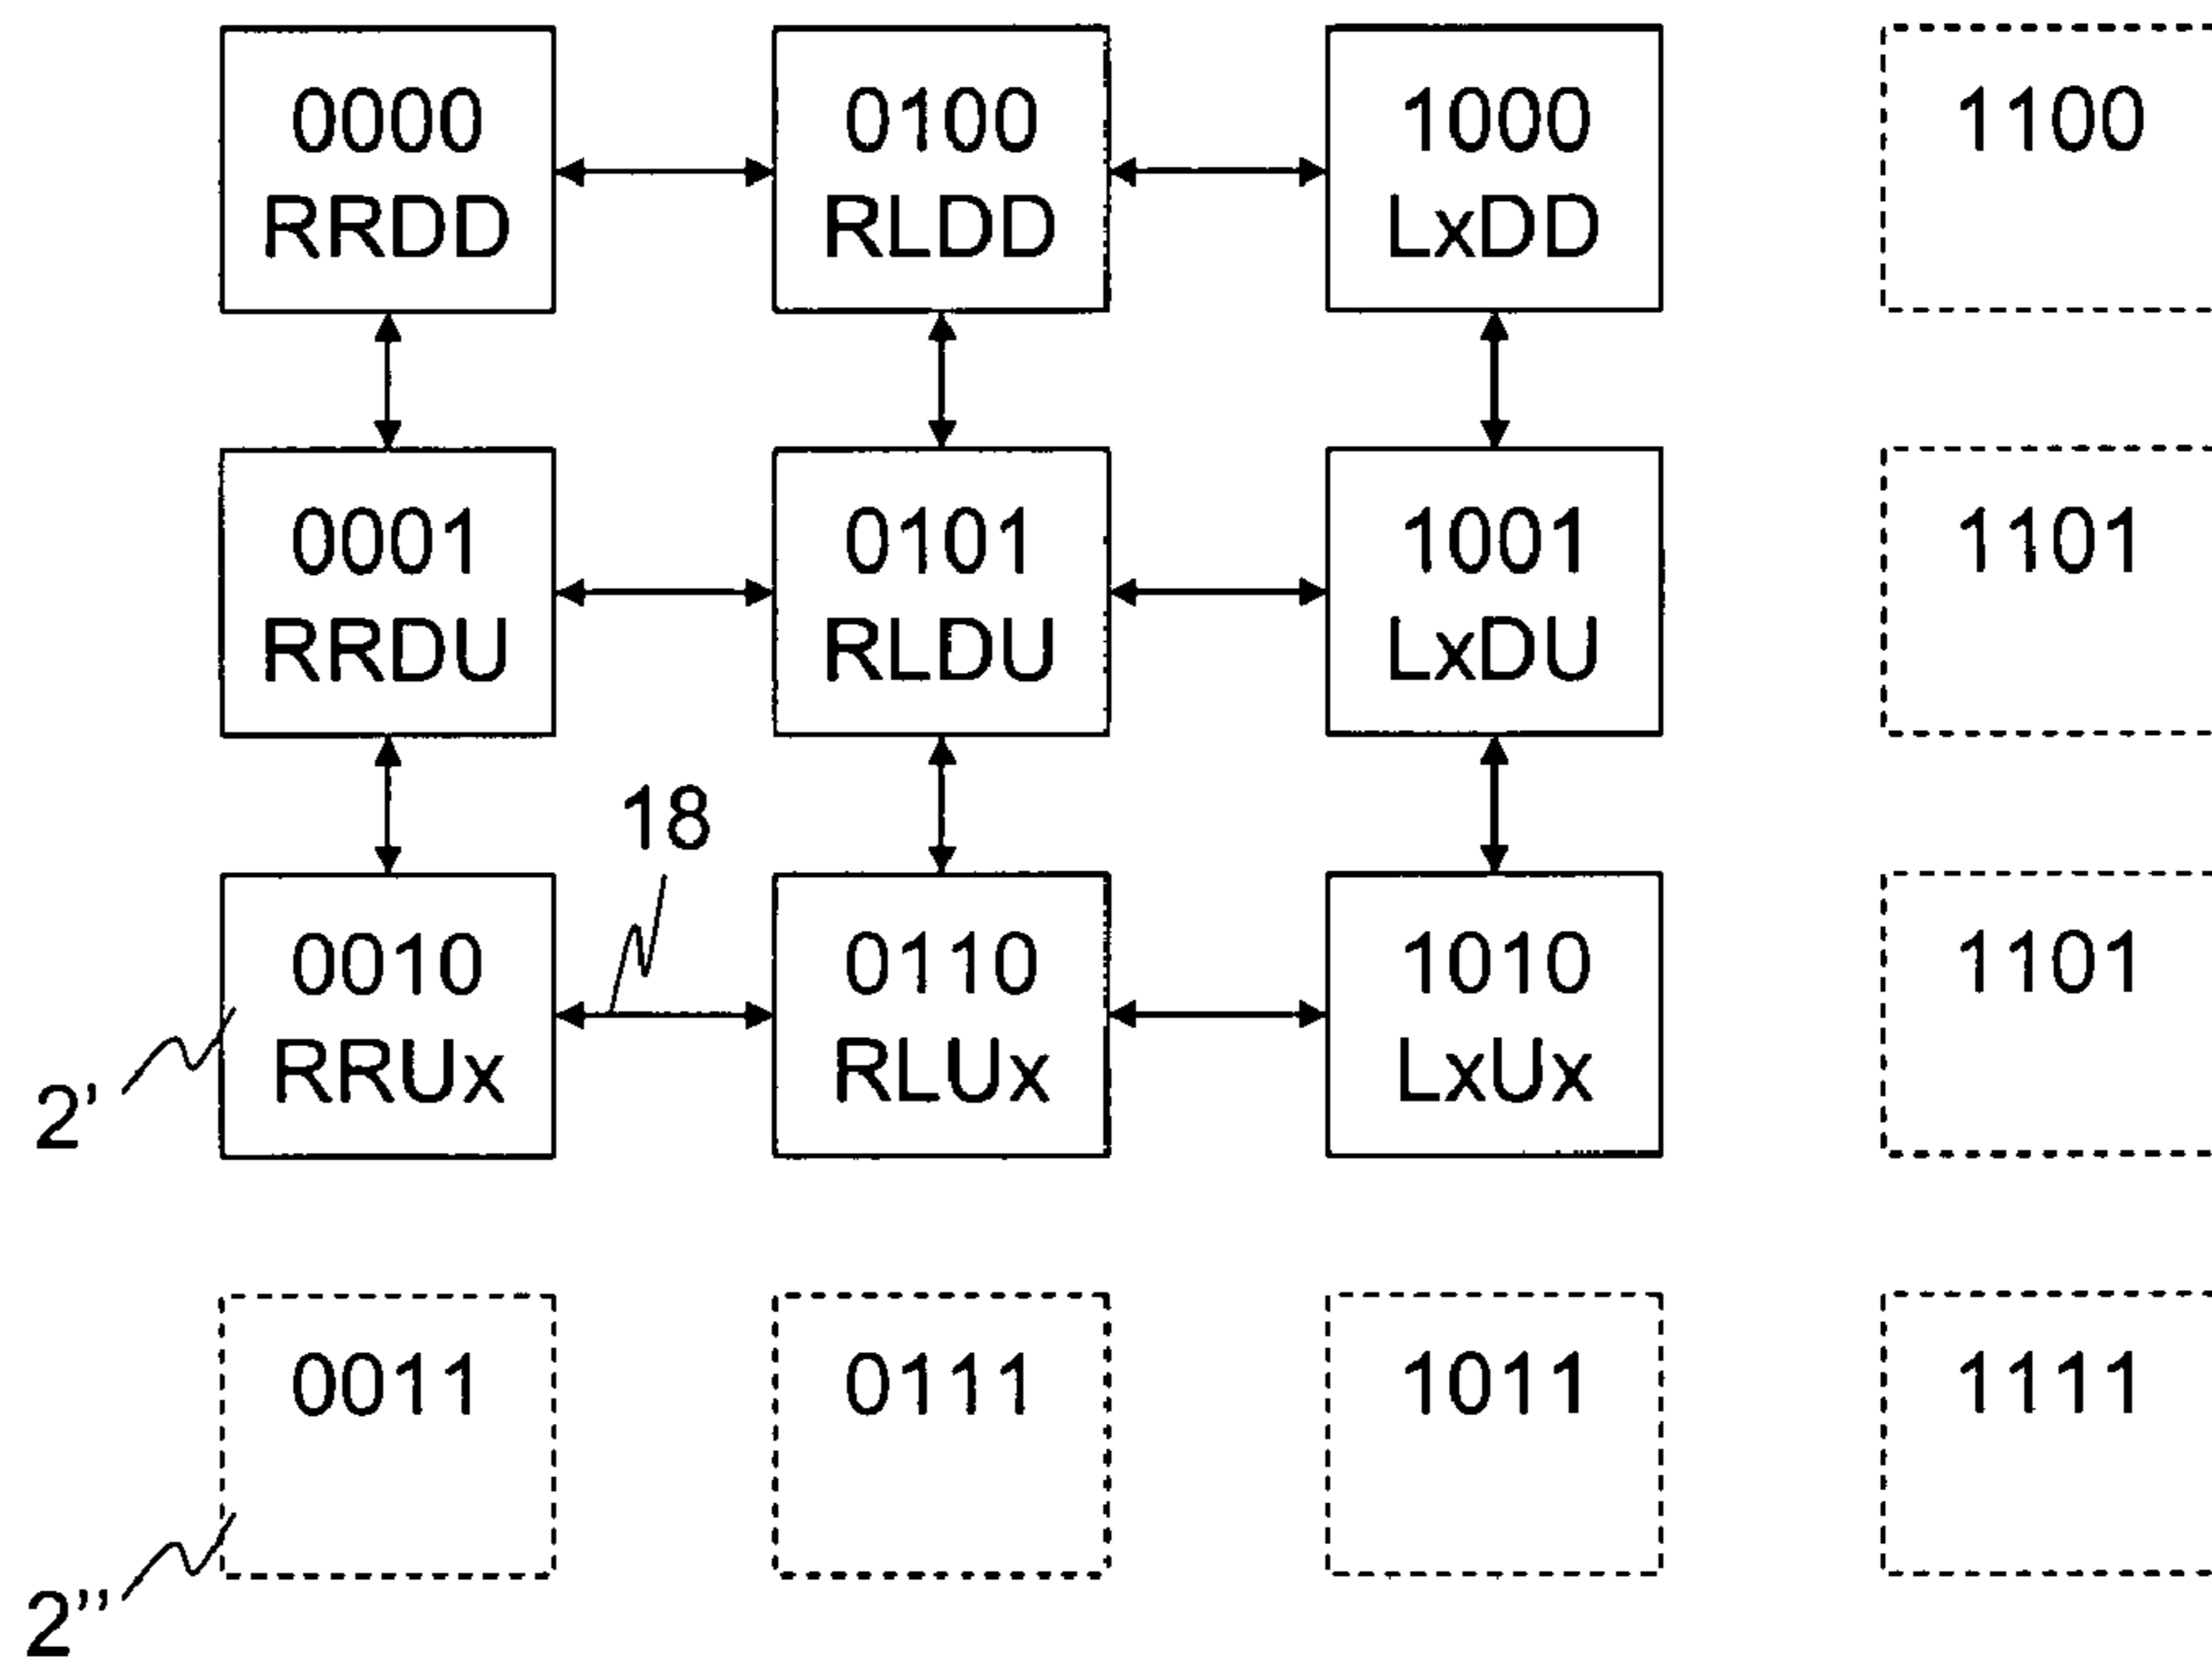 0000 0100 1000 1100
RRDD RLDD LxDD
0001 0101 1001 1101
RRDU RLDU LxDU
18
0010 0110 1010 1101
RRUx RLUx LxUx
2'
0011 0111 1011 1111
2''